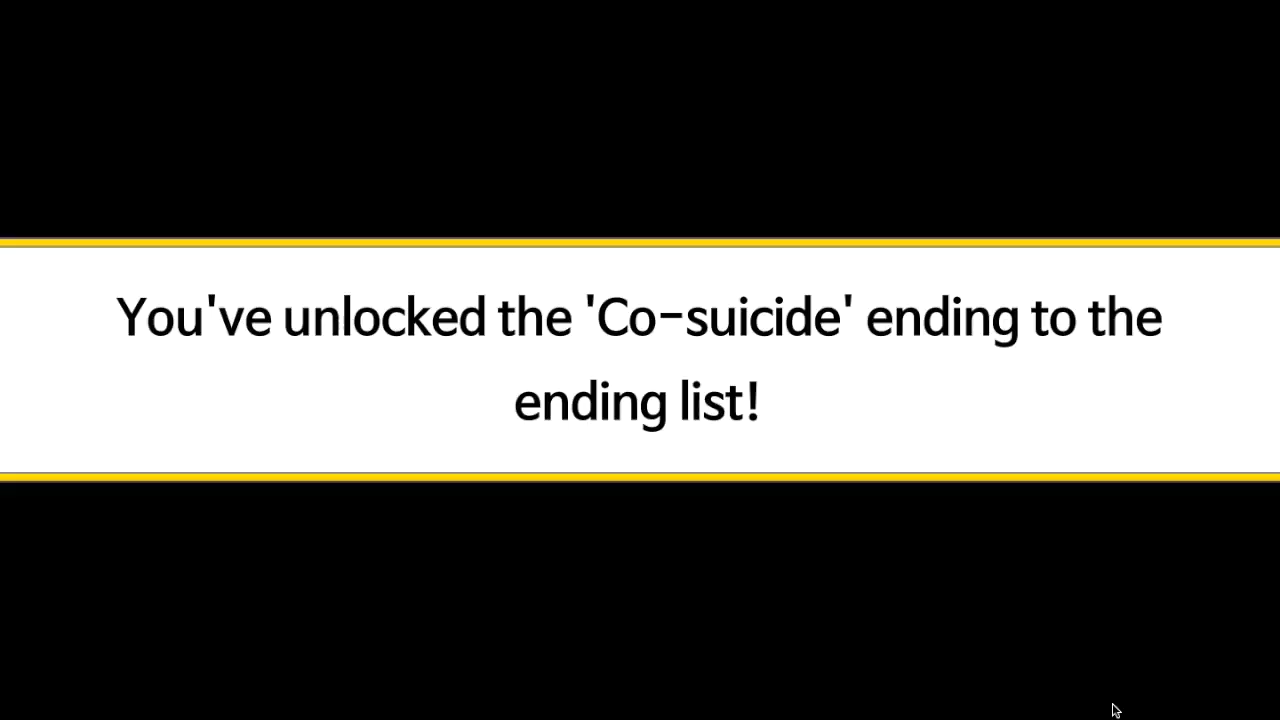 You've unlocked the 'Co-suicide' ending to the
ending list!